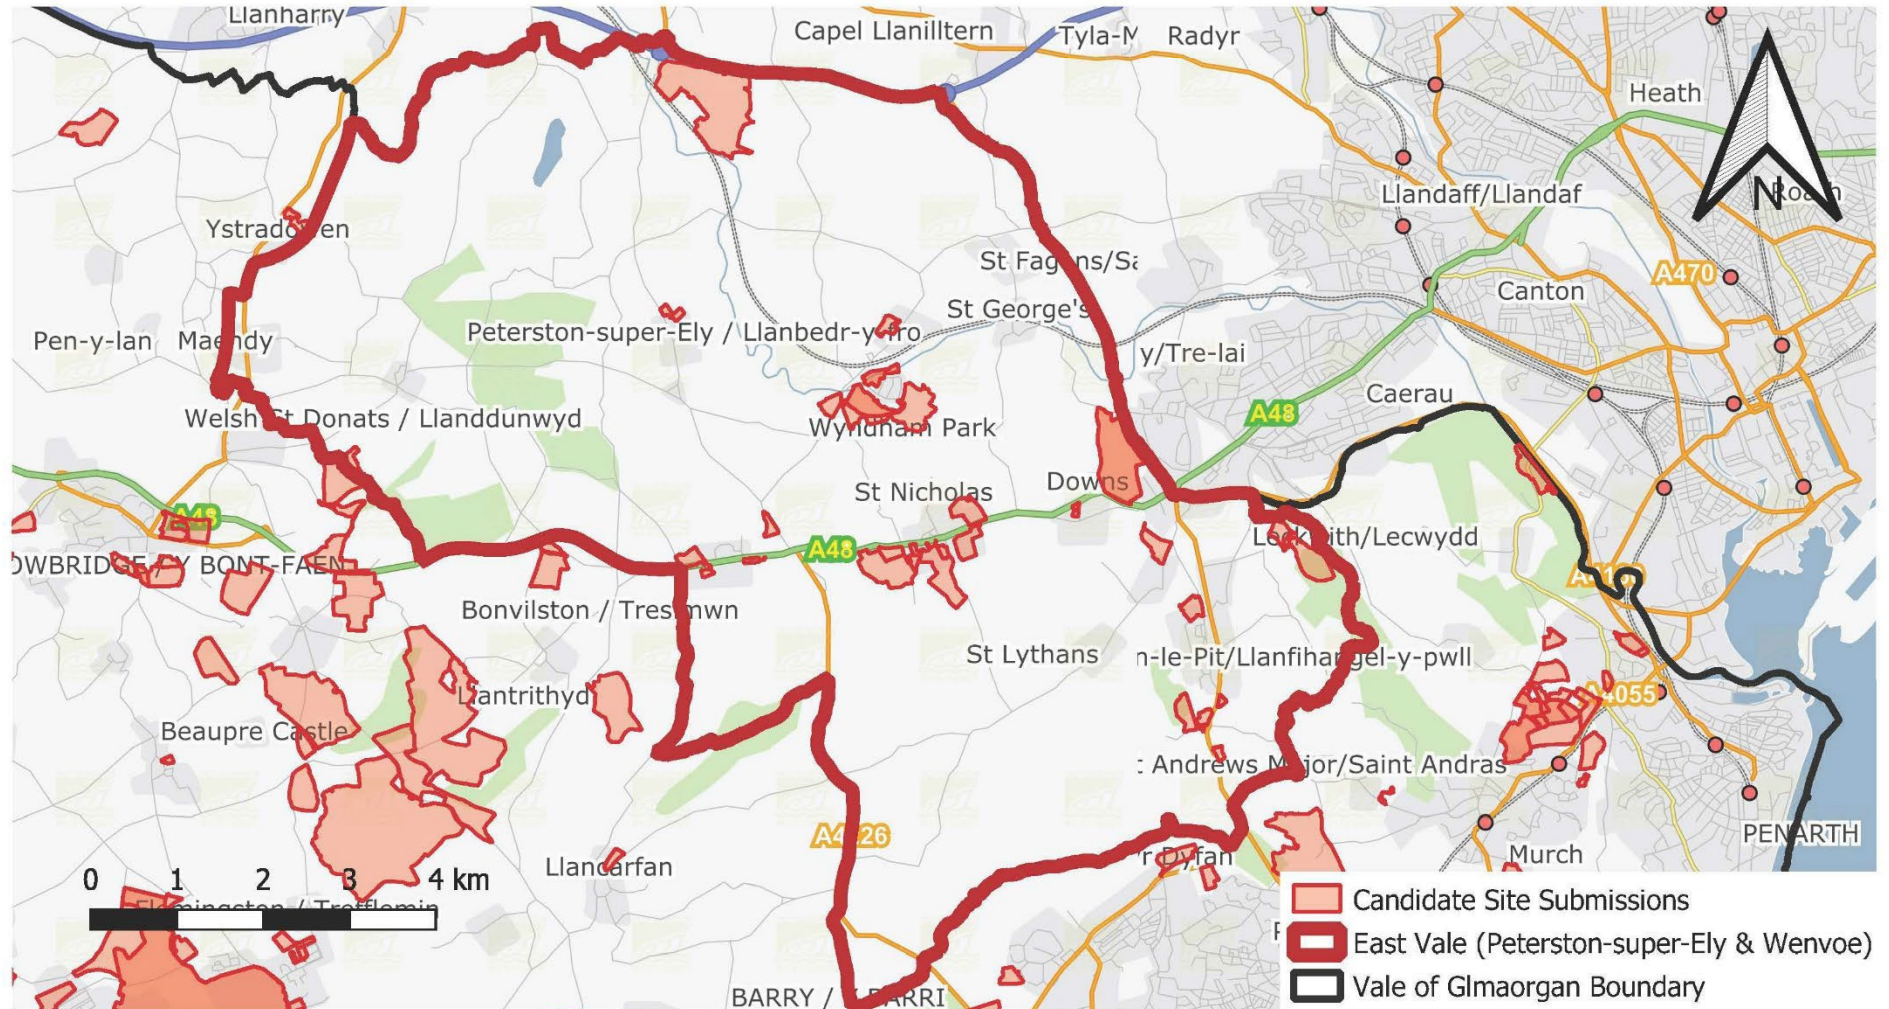 Llanharry
Capel Llanilltern
Tyla-M
Radyr
Heath
Llandaff/Llandaf
N
Ystrado en
St Fagans/Sa
A470
Canton
St George's
Pen-y-lan
Maendy
Peterston-super-Ely / Llanbedr-y-fro
y/Tre-lai
Caerau
A48
Welsh St Donats / Llanddunwyd
Wyndham Park
Downs
St Nicholas
A48
A48
OWBRIDGE / Y BONT-FAEN
Bonvilston / Tresimwn
St Lythans
n-le-Pit/Llanfihangel-y-pwll
A4055
Llantrithyd
Beaupre Castle
t Andrews Major/Saint Andras
PENARTH
Murch
r Dyfan
Llancarfan
0 1 2 3 4 km
BARRY / Y BARRI
Candidate Site Submissions
East Vale (Peterston-super-Ely & Wenvoe)
Vale of Glmaorgan Boundary